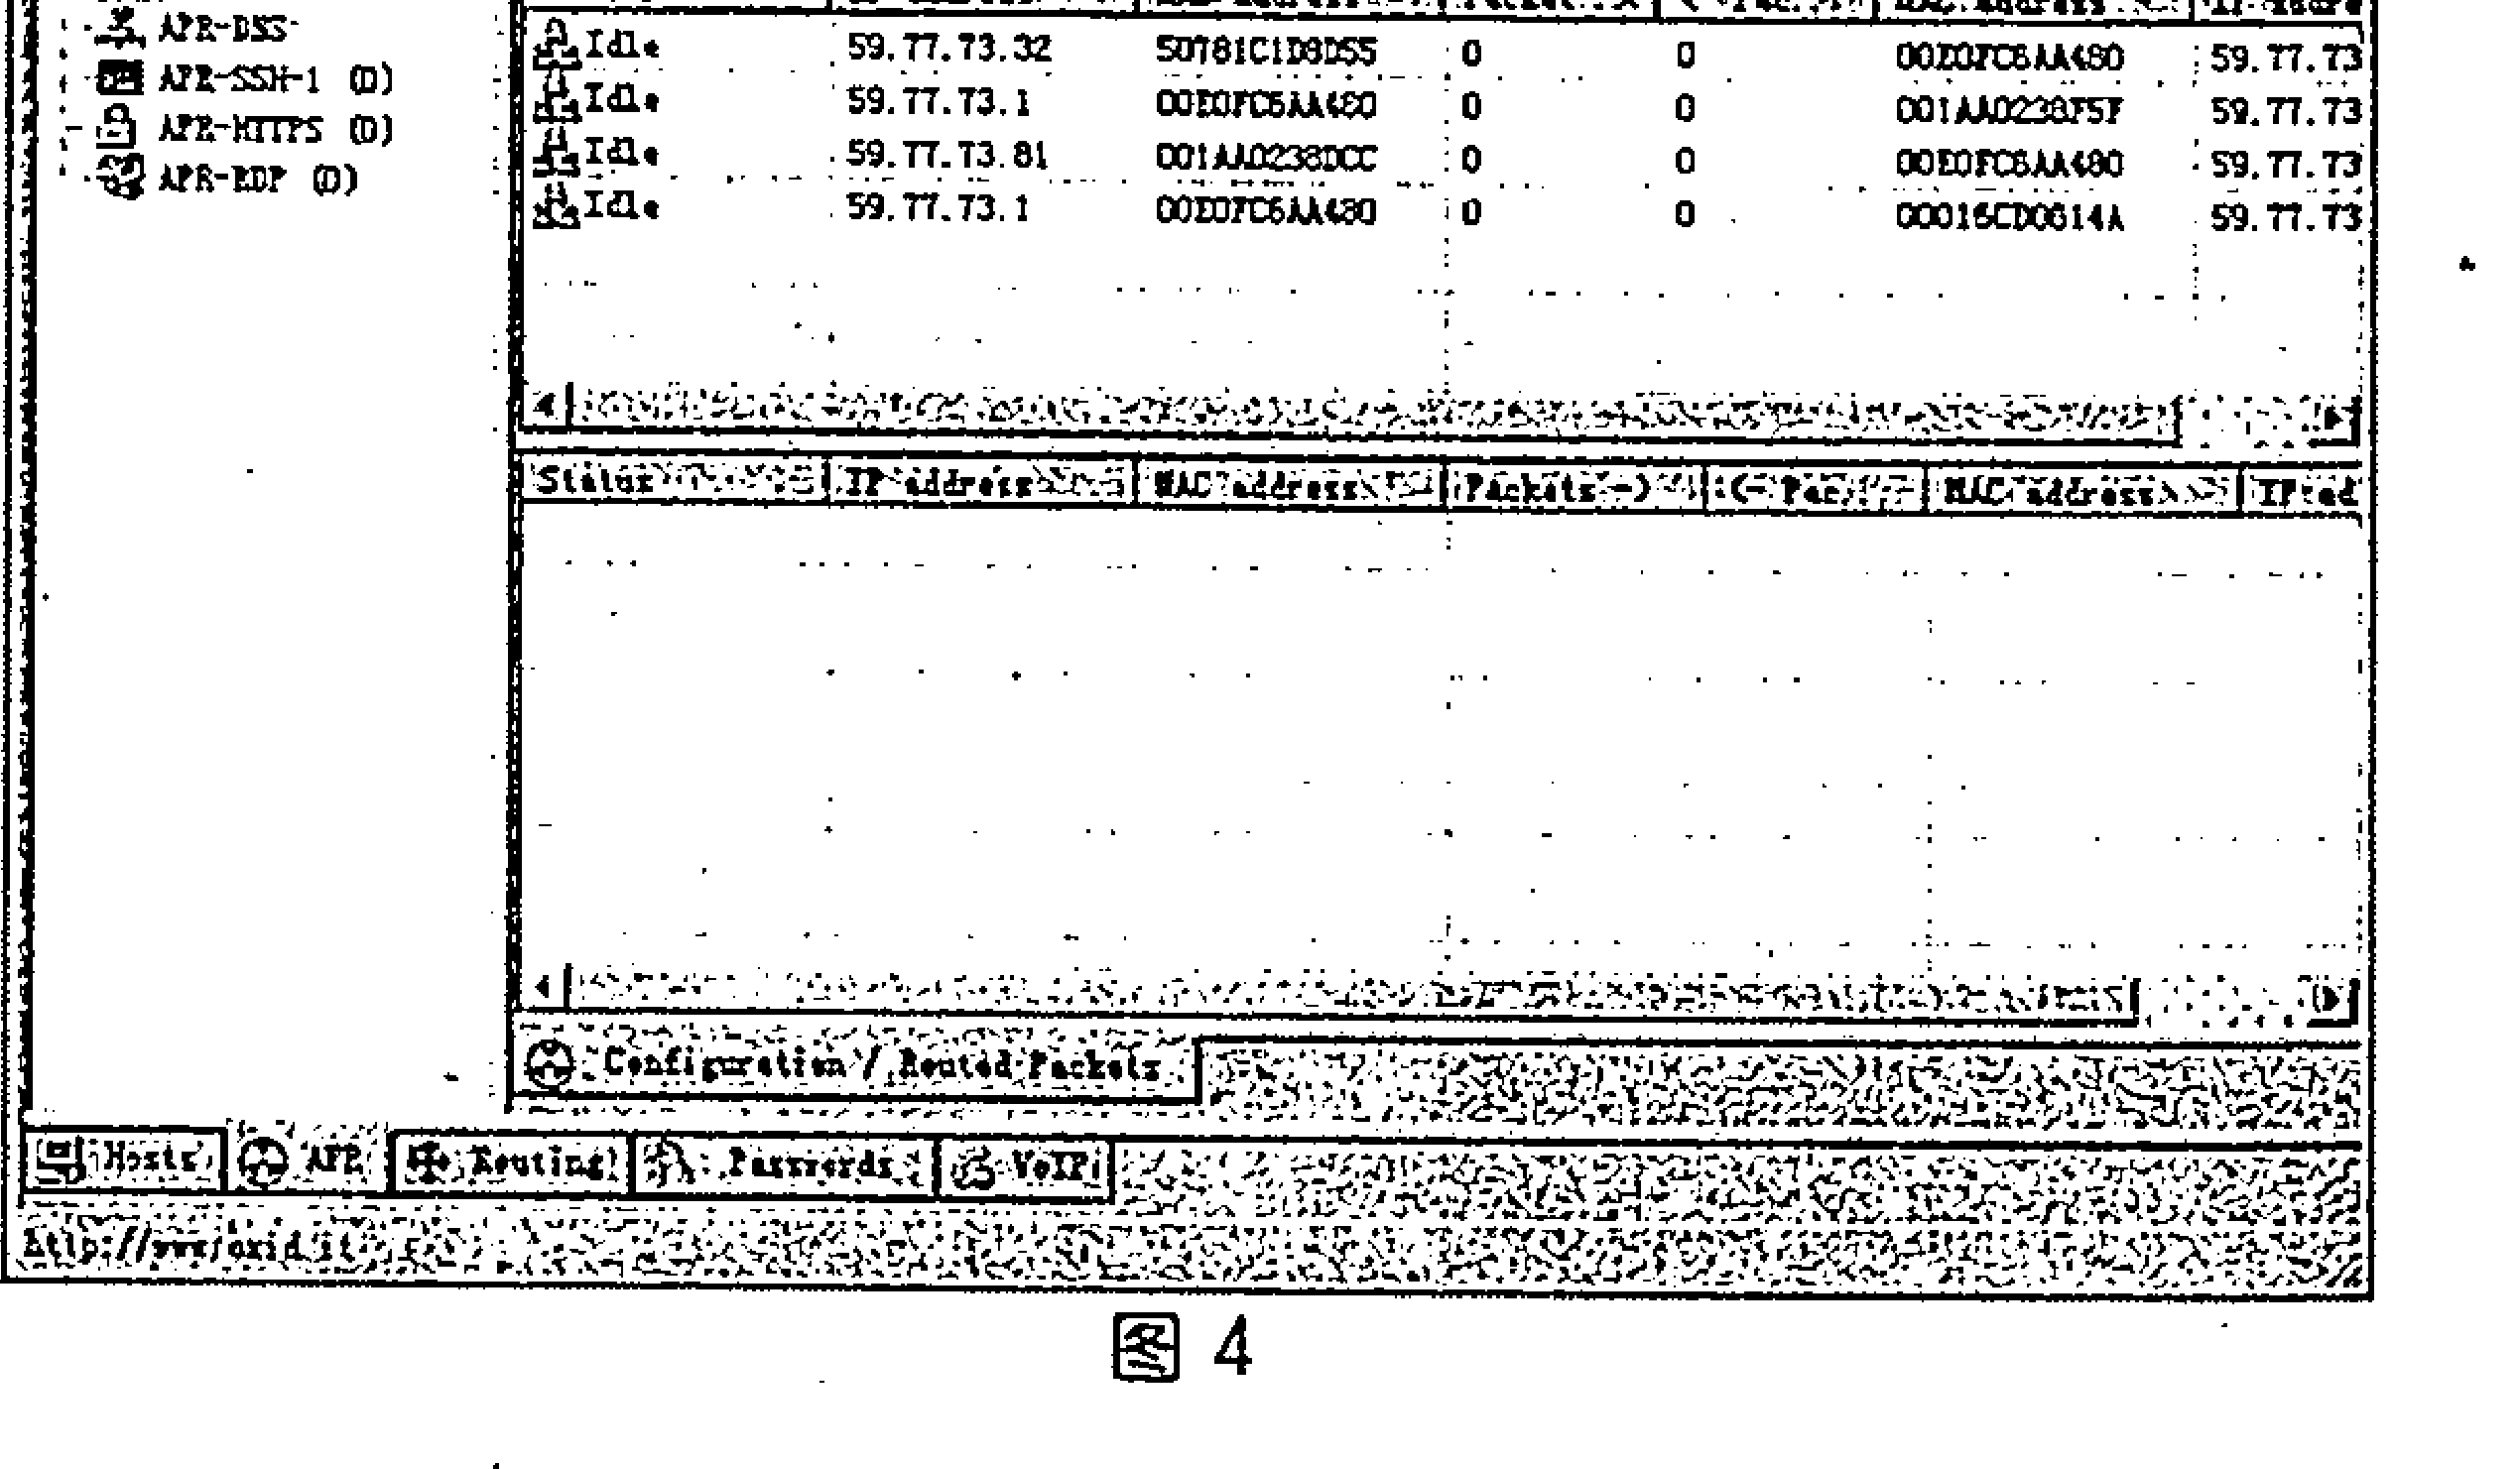 APR-DNS
APR-SSH-1 (0)
APR-HTTPS (0)
APR-RDP (0)
Idle 59.77.73.32 0 0 00E0FC6AA480 59.77.73
Idle 59.77.73.1 00E0FC6AA480 0 0 001AA0238F5F 59.77.73
Idle 59.77.73.81 001AA0238DCC 0 0 00E0FC6AA480 59.77.73
Idle 59.77.73.1 00E0FC6AA480 0 0 59.77.73
Status IP address MAC address Packets -> <- Pac... MAC address IP ad
Configuration / Routed Packets
Hosts APR Routing Passwords VoIP
http://www.oxid.it
图 4